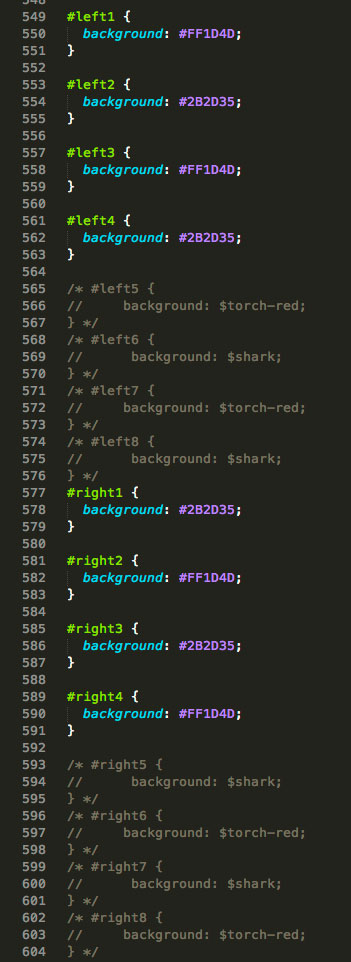 548
549 #left1 {
550   background: #FF1D4D;
551 }
552
553 #left2 {
554   background: #2B2D35;
555 }
556
557 #left3 {
558   background: #FF1D4D;
559 }
560
561 #left4 {
562   background: #2B2D35;
563 }
564
565 /* #left5 {
566 //     background: $torch-red;
567 } */
568 /* #left6 {
569 //      background: $shark;
570 } */
571 /* #left7 {
572 //     background: $torch-red;
573 } */
574 /* #left8 {
575 //      background: $shark;
576 } */
577 #right1 {
578   background: #2B2D35;
579 }
580
581 #right2 {
582   background: #FF1D4D;
583 }
584
585 #right3 {
586   background: #2B2D35;
587 }
588
589 #right4 {
590   background: #FF1D4D;
591 }
592
593 /* #right5 {
594 //      background: $shark;
595 } */
596 /* #right6 {
597 //     background: $torch-red;
598 } */
599 /* #right7 {
600 //      background: $shark;
601 } */
602 /* #right8 {
603 //     background: $torch-red;
604 } */